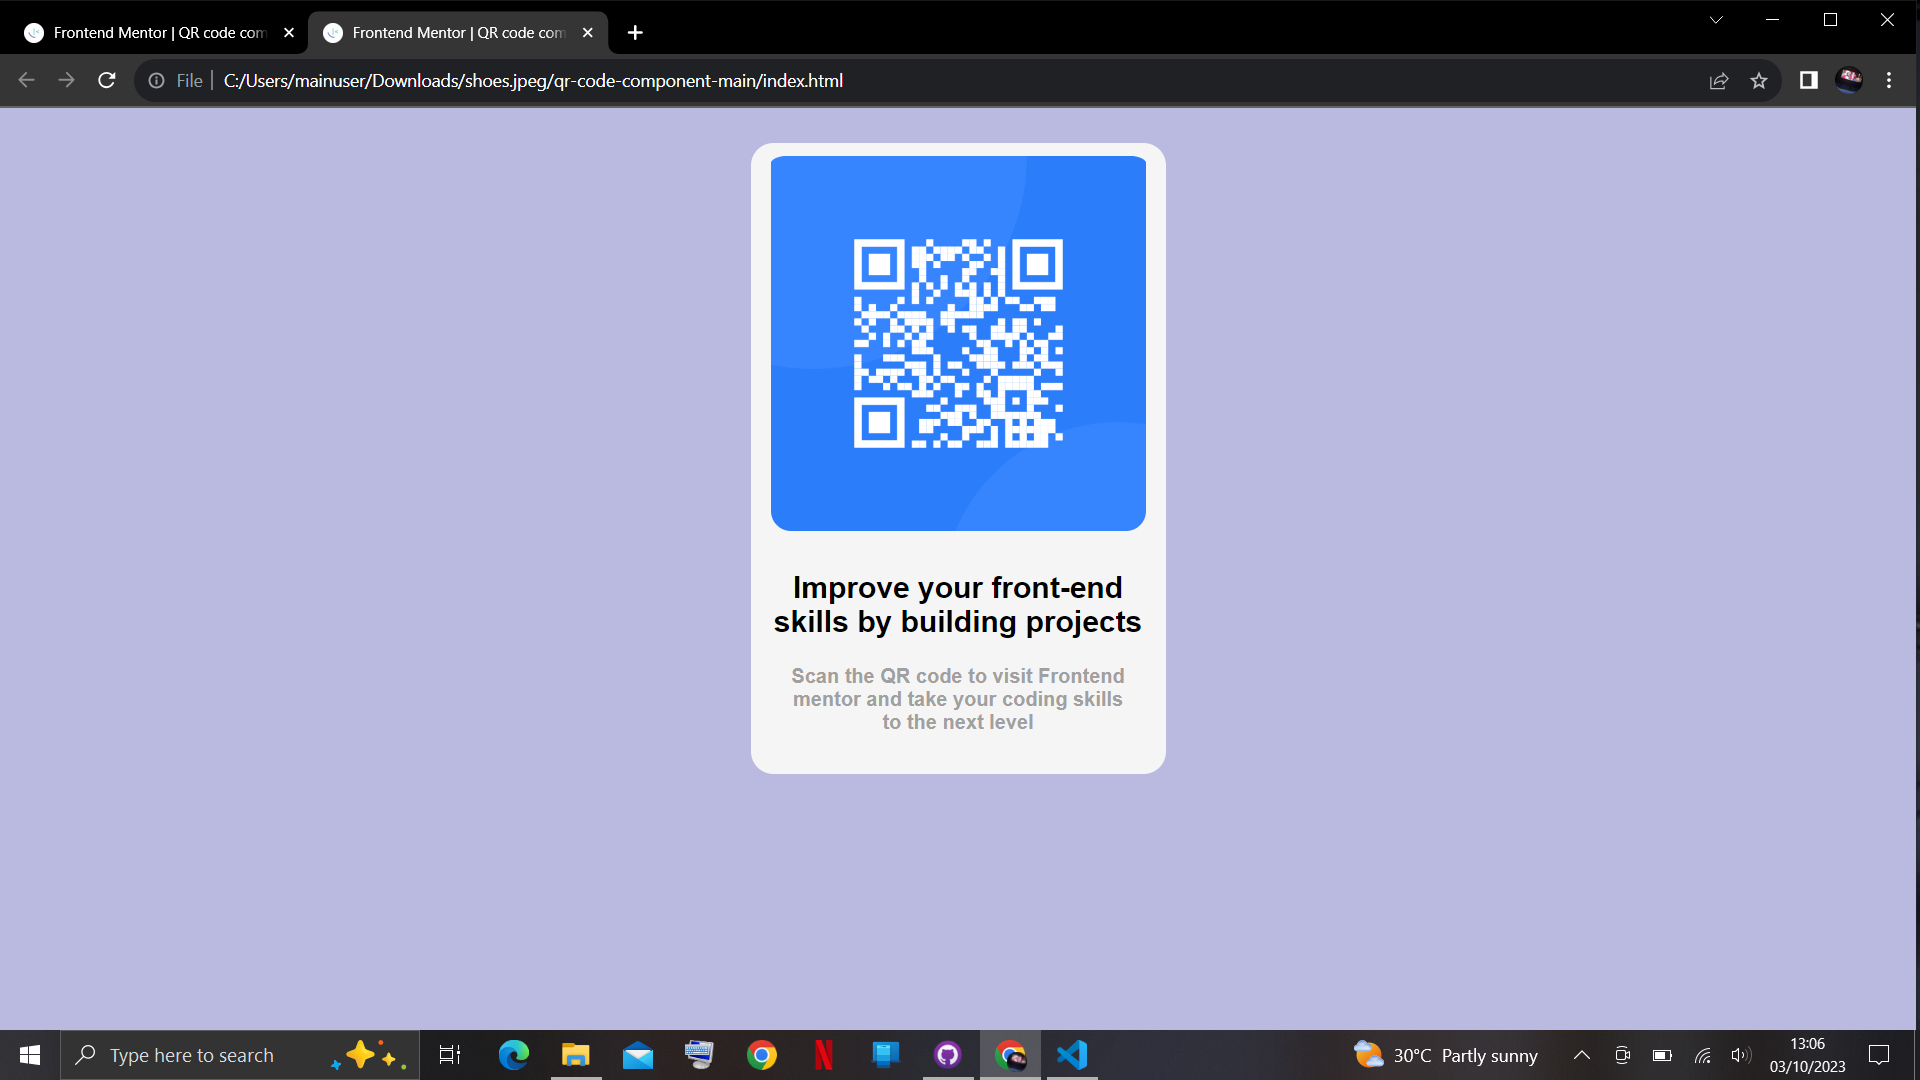 Frontend Mentor | QR code com
Frontend Mentor | QR code com
File | C:/Users/mainuser/Downloads/shoes.jpeg/qr-code-component-main/index.html
Improve your front-end
skills by building projects
Scan the QR code to visit Frontend
mentor and take your coding skills
to the next level
Type here to search
30°C Partly sunny
13:06
03/10/2023